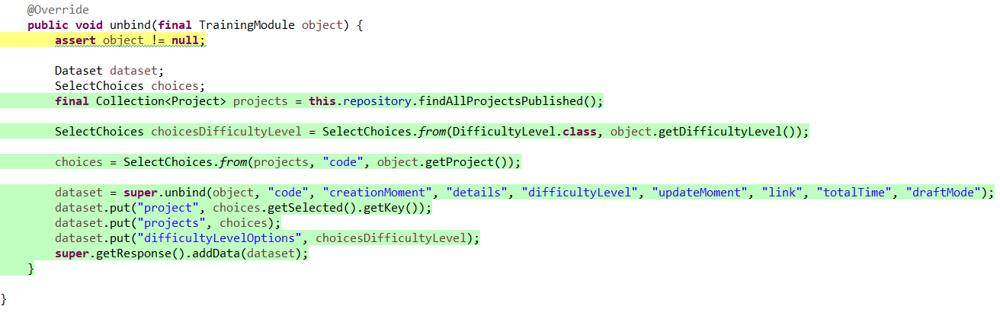 @Override
public void unbind(final TrainingModule object) {
assert object != null;
Dataset dataset;
SelectChoices choices;
final Collection<Project> projects = this.repository.findAllProjectsPublished();
SelectChoices choicesDifficultyLevel = SelectChoices.from(DifficultyLevel.class, object.getDifficultyLevel());
choices = SelectChoices.from(projects, "code", object.getProject());
dataset = super.unbind(object, "code", "creationMoment", "details", "difficultyLevel", "updateMoment", "link", "totalTime", "draftMode");
dataset.put("project", choices.getSelected().getKey());
dataset.put("projects", choices);
dataset.put("difficultyLevelOptions", choicesDifficultyLevel);
super.getResponse().addData(dataset);
}
}